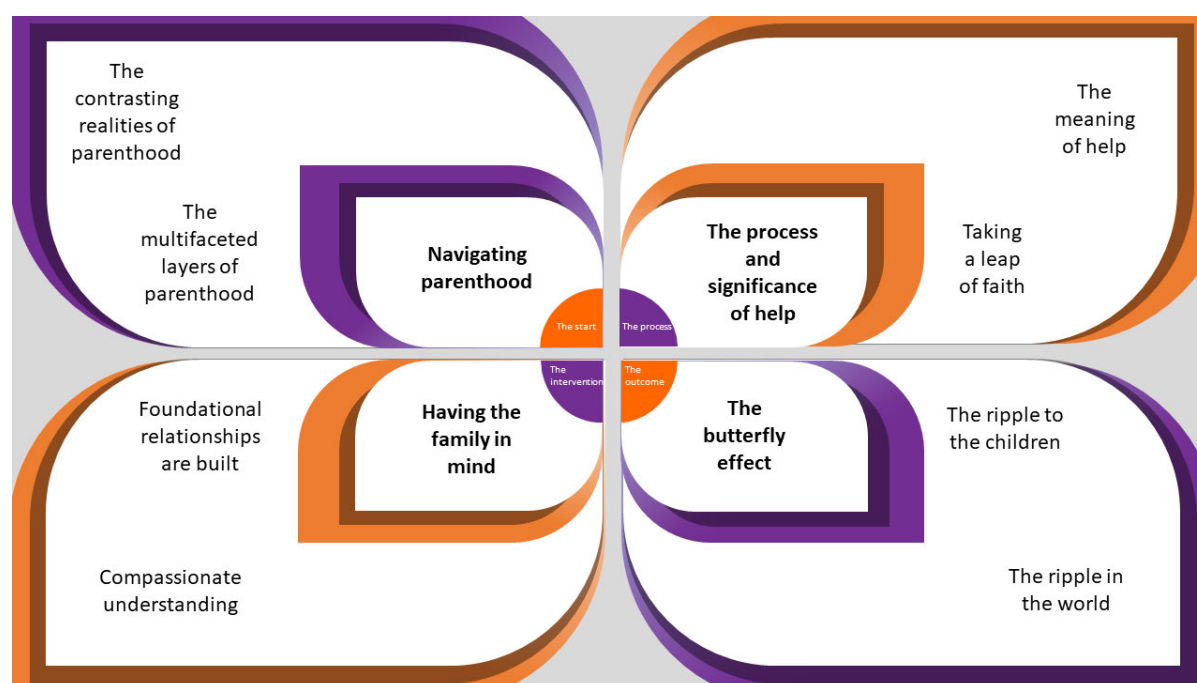 The
contrasting
realities of
parenthood
The
multifaceted
layers of
parenthood
Navigating
parenthood
The start
The process
and
significance
of help
The process
The
meaning
of help
Taking
a leap
of faith
Foundational
relationships
are built
Compassionate
understanding
Having the
family in
mind
The
intervention
The
outcome
The
butterfly
effect
The ripple to
the children
The ripple in
the world